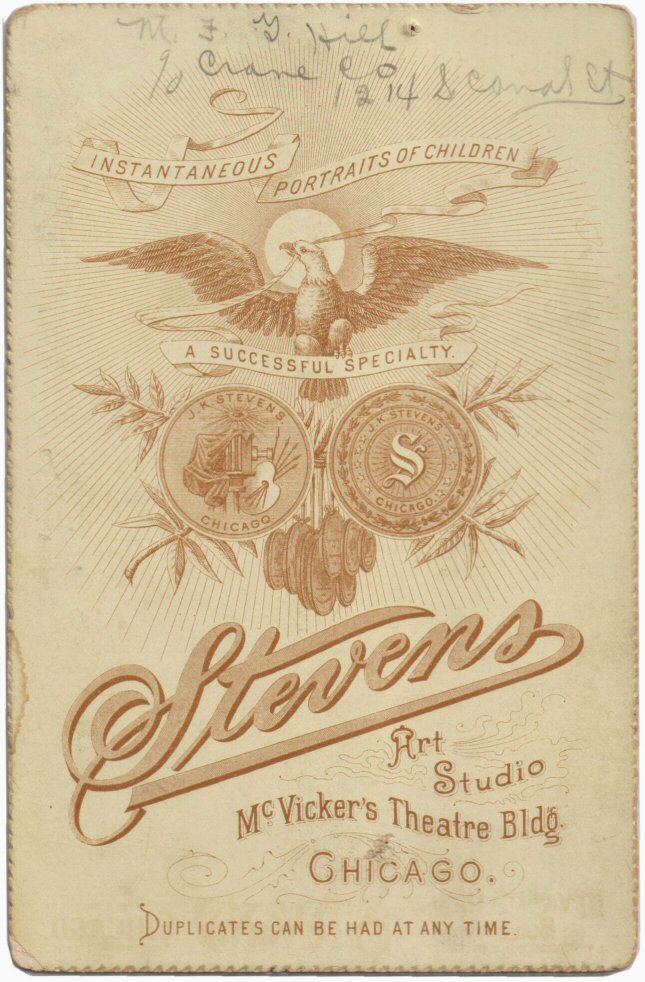 M. F. G. Hill
c/o Crane Co
1214 Second St
INSTANTANEOUS PORTRAITS OF CHILDREN
A SUCCESSFUL SPECIALTY.
J.K STEVENS
CHICAGO
J.K STEVENS
S
CHICAGO.
Stevens
Art
Studio
McVicker's Theatre Bldg.
CHICAGO.
DUPLICATES CAN BE HAD AT ANY TIME.